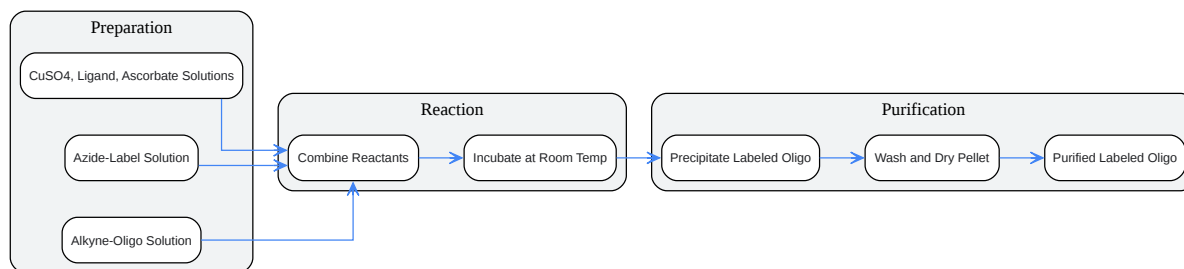 Preparation
CuSO4, Ligand, Ascorbate Solutions
Azide-Label Solution
Alkyne-Oligo Solution
Reaction
Combine Reactants
Incubate at Room Temp
Purification
Precipitate Labeled Oligo
Wash and Dry Pellet
Purified Labeled Oligo